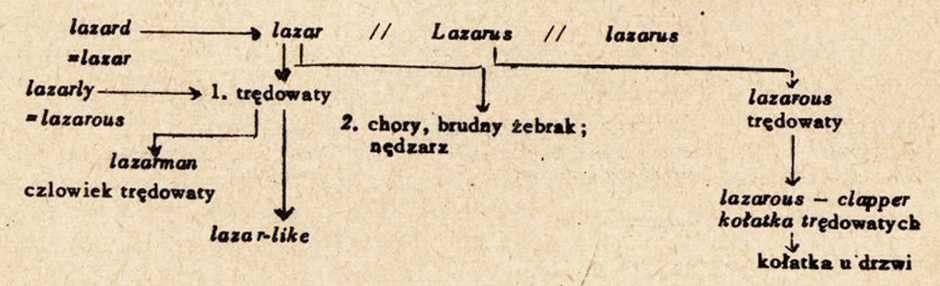 lazard lazar // Lazarus // lazarus
=lazar
lazarly 1. trędowaty
=lazarous
2. chory, brudny żebrak;
nędzarz
lazarous
trędowaty
lazarman
człowiek trędowaty
lazar-like
lazarous – clapper
kołatka trędowatych
kołatka u drzwi